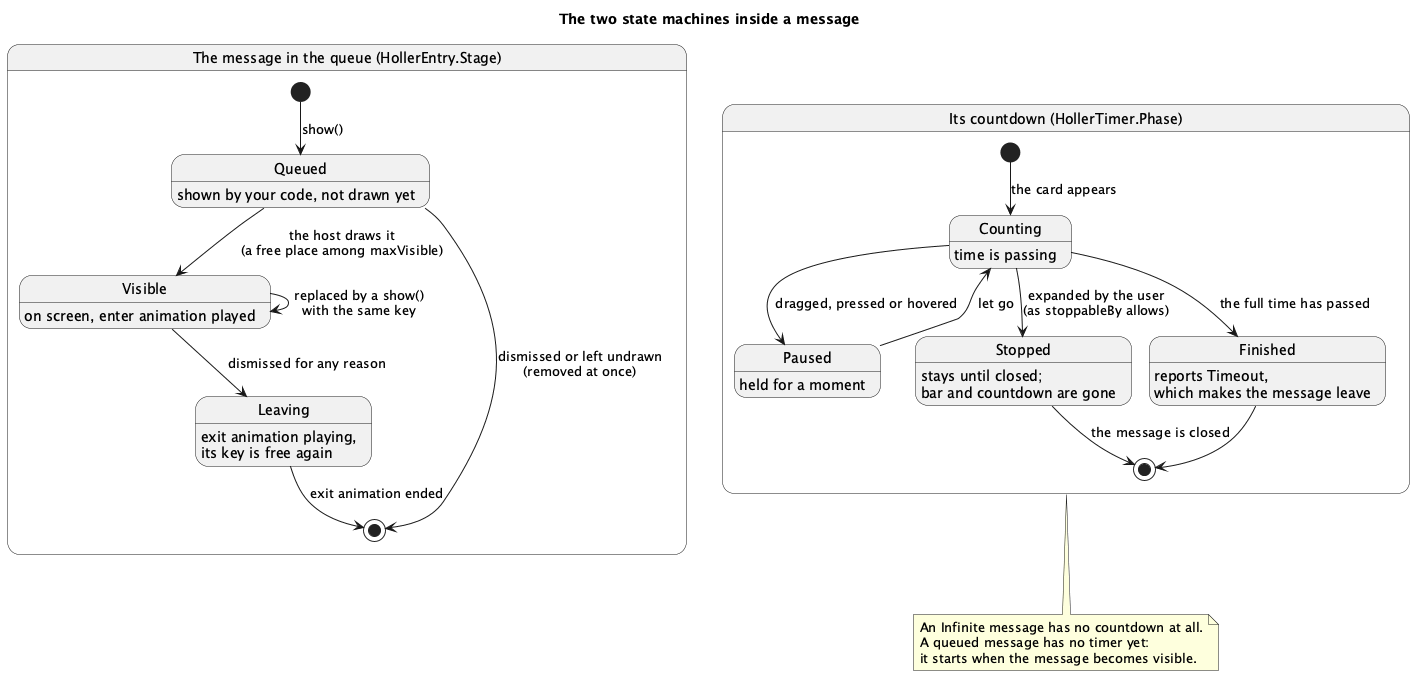 The two state machines inside a message
The message in the queue (HollerEntry.Stage)
show()
Queued
shown by your code, not drawn yet
the host draws it
(a free place among maxVisible)
Visible
on screen, enter animation played
replaced by a show()
with the same key
dismissed for any reason
dismissed or left undrawn
(removed at once)
Leaving
exit animation playing,
its key is free again
exit animation ended
Its countdown (HollerTimer.Phase)
the card appears
Counting
time is passing
dragged, pressed or hovered
let go
expanded by the user
(as stoppableBy allows)
the full time has passed
Paused
held for a moment
Stopped
stays until closed;
bar and countdown are gone
Finished
reports Timeout,
which makes the message leave
the message is closed
An Infinite message has no countdown at all.
A queued message has no timer yet:
it starts when the message becomes visible.